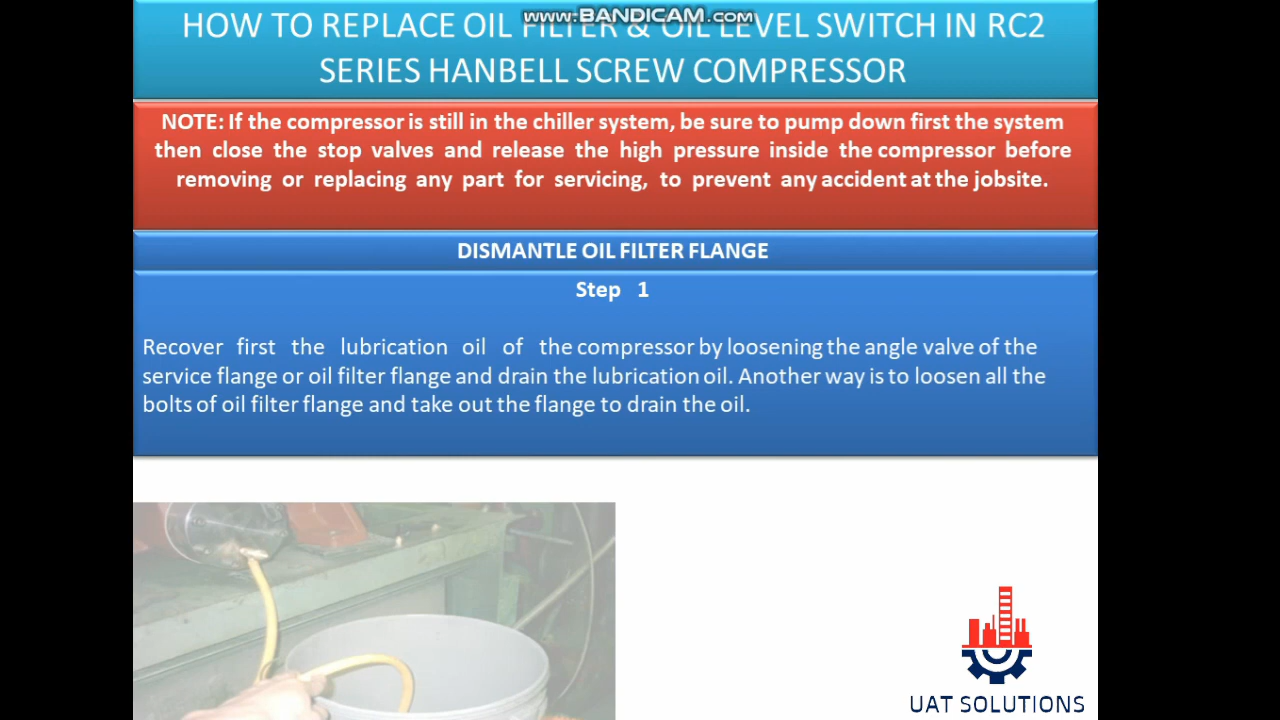 www.BANDICAM.com
HOW TO REPLACE OIL FILTER & OIL LEVEL SWITCH IN RC2
SERIES HANBELL SCREW COMPRESSOR
NOTE: If the compressor is still in the chiller system, be sure to pump down first the system
then close the stop valves and release the high pressure inside the compressor before
removing or replacing any part for servicing, to prevent any accident at the jobsite.
DISMANTLE OIL FILTER FLANGE
Step 1
Recover first the lubrication oil of the compressor by loosening the angle valve of the
service flange or oil filter flange and drain the lubrication oil. Another way is to loosen all the
bolts of oil filter flange and take out the flange to drain the oil.
UAT SOLUTIONS